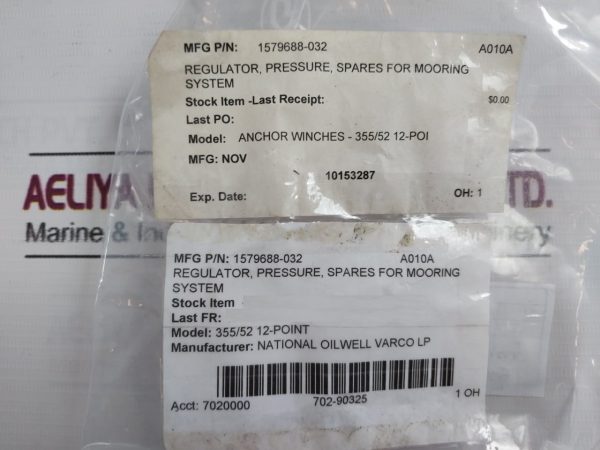 MFG P/N: 1579688-032 A010A
REGULATOR, PRESSURE, SPARES FOR MOORING
SYSTEM
Stock Item -Last Receipt: $0.00
Last PO:
Model: ANCHOR WINCHES - 355/52 12-POI
MFG: NOV
10153287
Exp. Date: OH: 1
AELIYA TD.
Marine &
MFG P/N: 1579688-032 A010A
REGULATOR, PRESSURE, SPARES FOR MOORING
SYSTEM
Stock Item
Last FR:
Model: 355/52 12-POINT
Manufacturer: NATIONAL OILWELL VARCO LP
Acct: 7020000 702-90325 1 OH